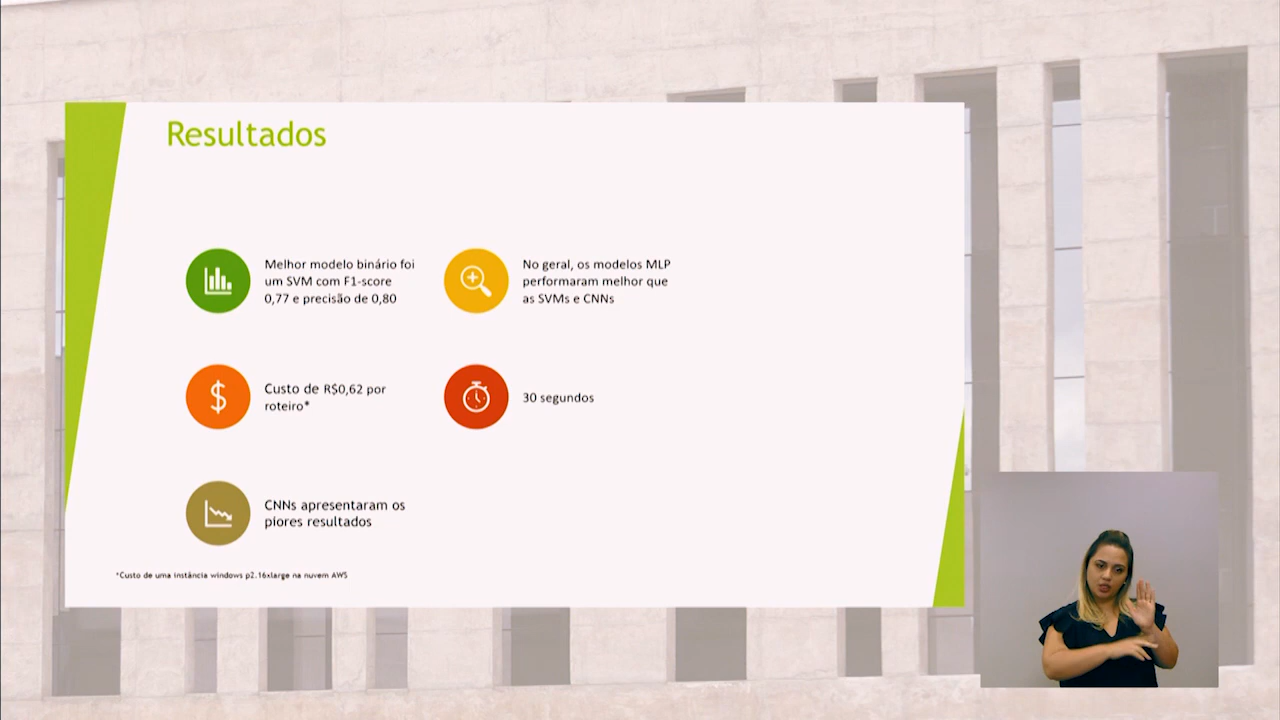 Resultados
Melhor modelo binário foi
um SVM com F1-score
0,77 e precisão de 0,80
No geral, os modelos MLP
performaram melhor que
as SVMs e CNNs
Custo de R$0,62 por
roteiro*
30 segundos
CNNs apresentaram os
piores resultados
*Custo de uma instância windows p2.16xlarge na nuvem AWS